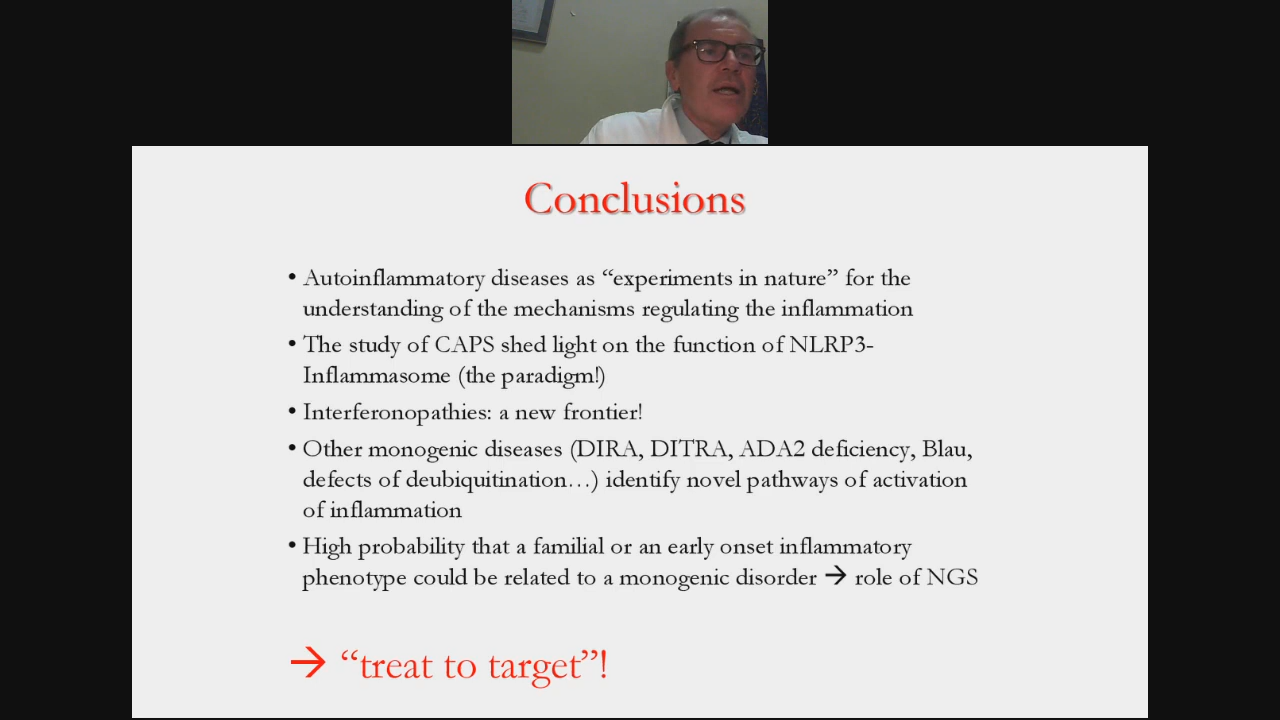 Conclusions
• Autoinflammatory diseases as “experiments in nature” for the
understanding of the mechanisms regulating the inflammation
• The study of CAPS shed light on the function of NLRP3-
Inflammasome (the paradigm!)
• Interferonopathies: a new frontier!
• Other monogenic diseases (DIRA, DITRA, ADA2 deficiency, Blau,
defects of deubiquitination…) identify novel pathways of activation
of inflammation
• High probability that a familial or an early onset inflammatory
phenotype could be related to a monogenic disorder → role of NGS
→ “treat to target”!